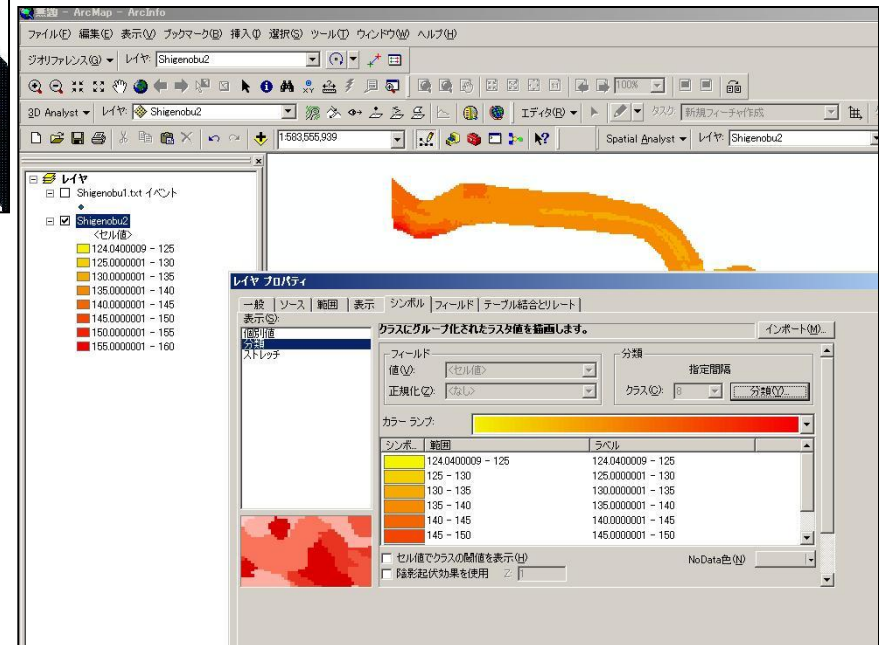 無題 - ArcMap - ArcInfo
ファイル(F) 編集(E) 表示(V) ブックマーク(B) 挿入(I) 選択(S) ツール(T) ウィンドウ(W) ヘルプ(H)
ジオリファレンス(G) レイヤ: Shigenobu2
100%
3D Analyst レイヤ: Shigenobu2 エディタ(R) タスク 新規フィーチャ作成
1:583,555,939 Spatial Analyst レイヤ: Shigenobu2
レイヤ
Shigenobu1.txt イベント
Shigenobu2
<セル値>
124.0400009 - 125
125.0000001 - 130
130.0000001 - 135
135.0000001 - 140
140.0000001 - 145
145.0000001 - 150
150.0000001 - 155
155.0000001 - 160
レイヤ プロパティ
一般 ソース 範囲 表示 シンボル フィールド テーブル結合とリレート
表示(S):
個別値
分類
ストレッチ
クラスにグループ化されたラスタ値を描画します。 インポート(M)...
フィールド 分類
値(V): <セル値> 指定間隔
正規化(Z): <なし> クラス(C): 8 分類(Y)...
カラー ランプ:
シンボ... 範囲 ラベル
124.0400009 - 125 124.0400009 - 125
125 - 130 125.0000001 - 130
130 - 135 130.0000001 - 135
135 - 140 135.0000001 - 140
140 - 145 140.0000001 - 145
145 - 150 145.0000001 - 150
セル値でクラスの閾値を表示(H) NoData色(N)
陰影起伏効果を使用 Z: 1